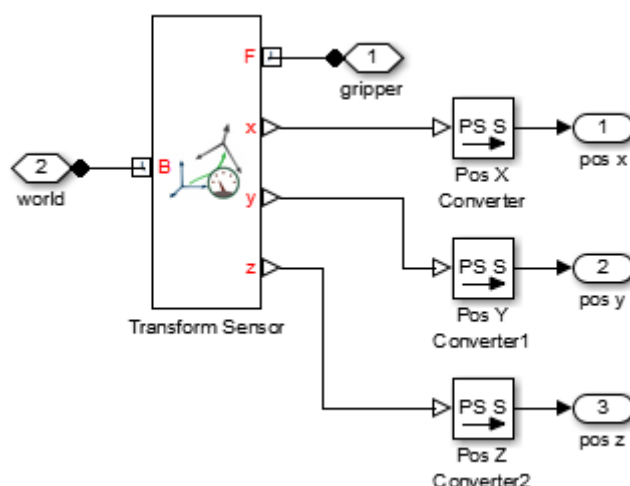 F
1
gripper
x
PS S
1
Pos X
Converter
pos x
2
B
world
y
PS S
2
Pos Y
Converter1
pos y
z
Transform Sensor
PS S
3
Pos Z
Converter2
pos z